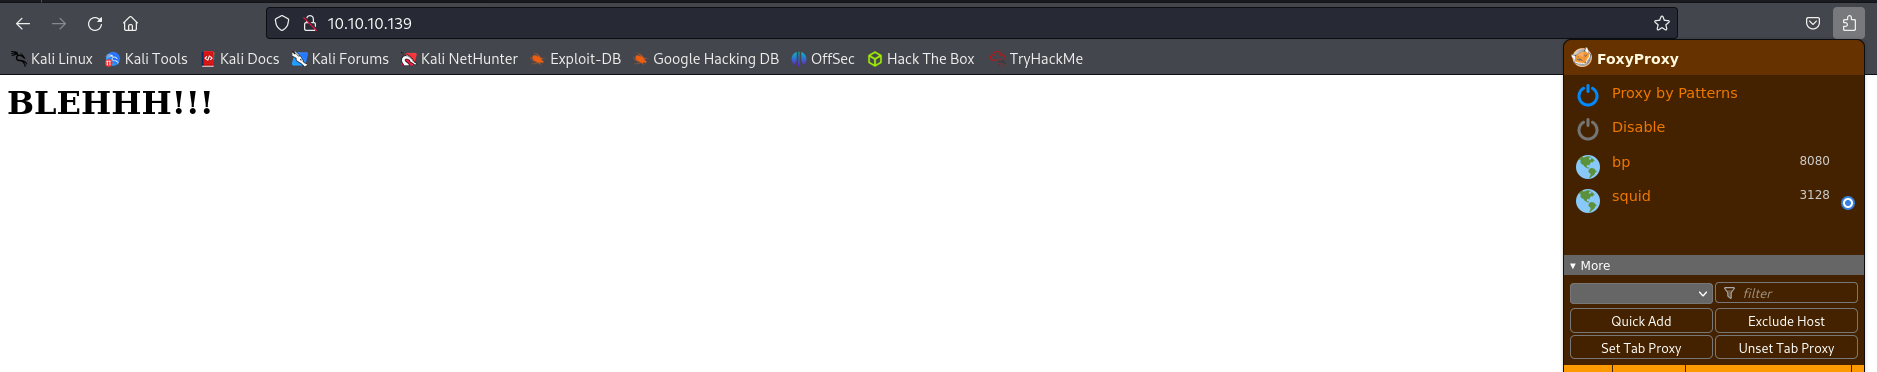 10.10.10.139
Kali Linux Kali Tools Kali Docs Kali Forums Kali NetHunter Exploit-DB Google Hacking DB OffSec Hack The Box TryHackMe
BLEHHH!!!
FoxyProxy
Proxy by Patterns
Disable
bp 8080
squid 3128
▾ More
filter
Quick Add Exclude Host
Set Tab Proxy Unset Tab Proxy